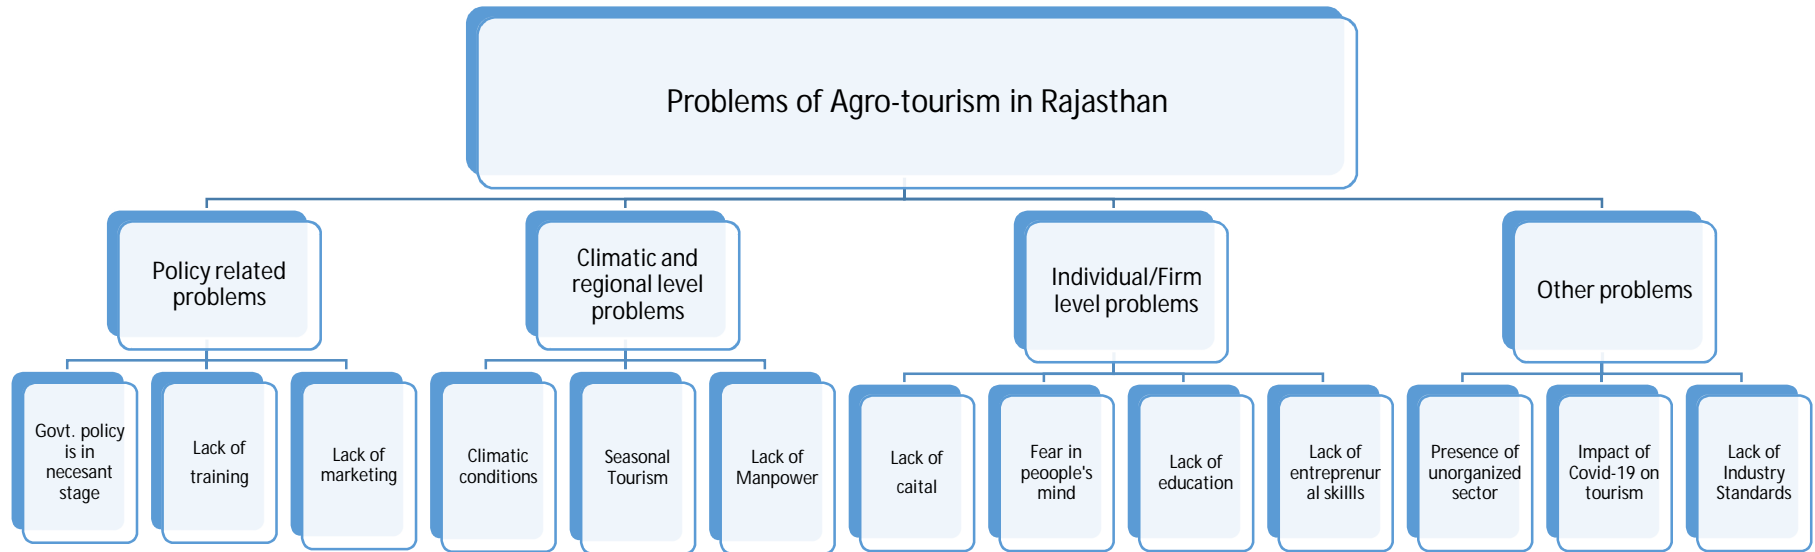 Problems of Agro-tourism in Rajasthan
Policy related
problems
Climatic and
regional level
problems
Individual/Firm
level problems
Other problems
Govt. policy
is in
necesant
stage
Lack of
training
Lack of
marketing
Climatic
conditions
Seasonal
Tourism
Lack of
Manpower
Lack of
caital
Fear in
peoople's
mind
Lack of
education
Lack of
entreprenur
al skillls
Presence of
unorganized
sector
Impact of
Covid-19 on
tourism
Lack of
Industry
Standards